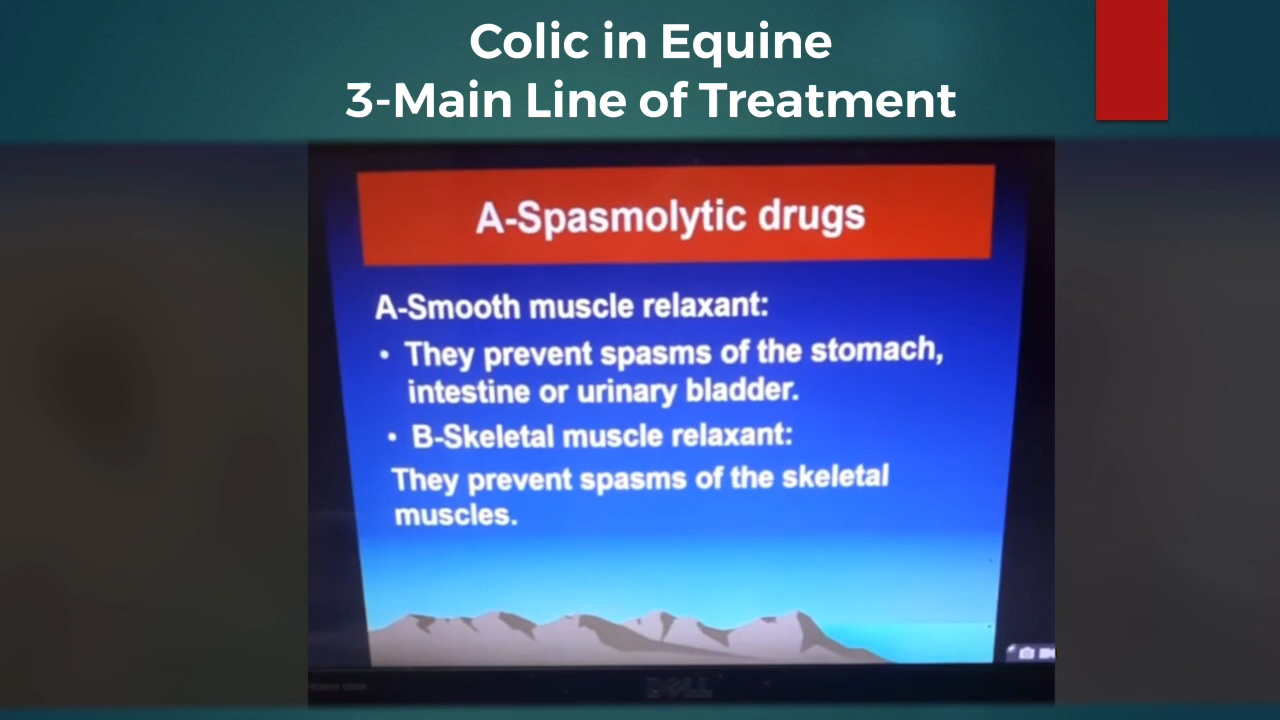 Colic in Equine
3-Main Line of Treatment
A-Spasmolytic drugs
A-Smooth muscle relaxant:
• They prevent spasms of the stomach,
intestine or urinary bladder.
• B-Skeletal muscle relaxant:
They prevent spasms of the skeletal
muscles.
DELL